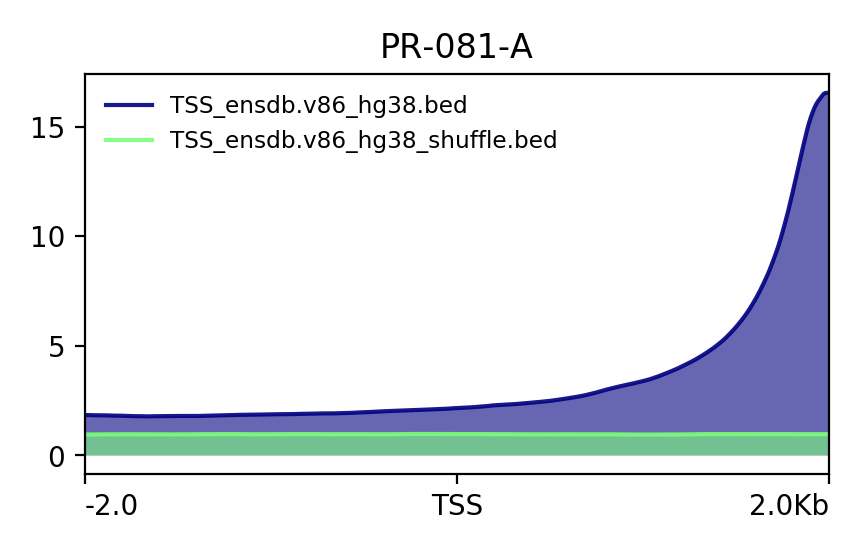 PR-081-A
TSS_ensdb.v86_hg38.bed
TSS_ensdb.v86_hg38_shuffle.bed
15
10
5
0
-2.0 TSS 2.0Kb